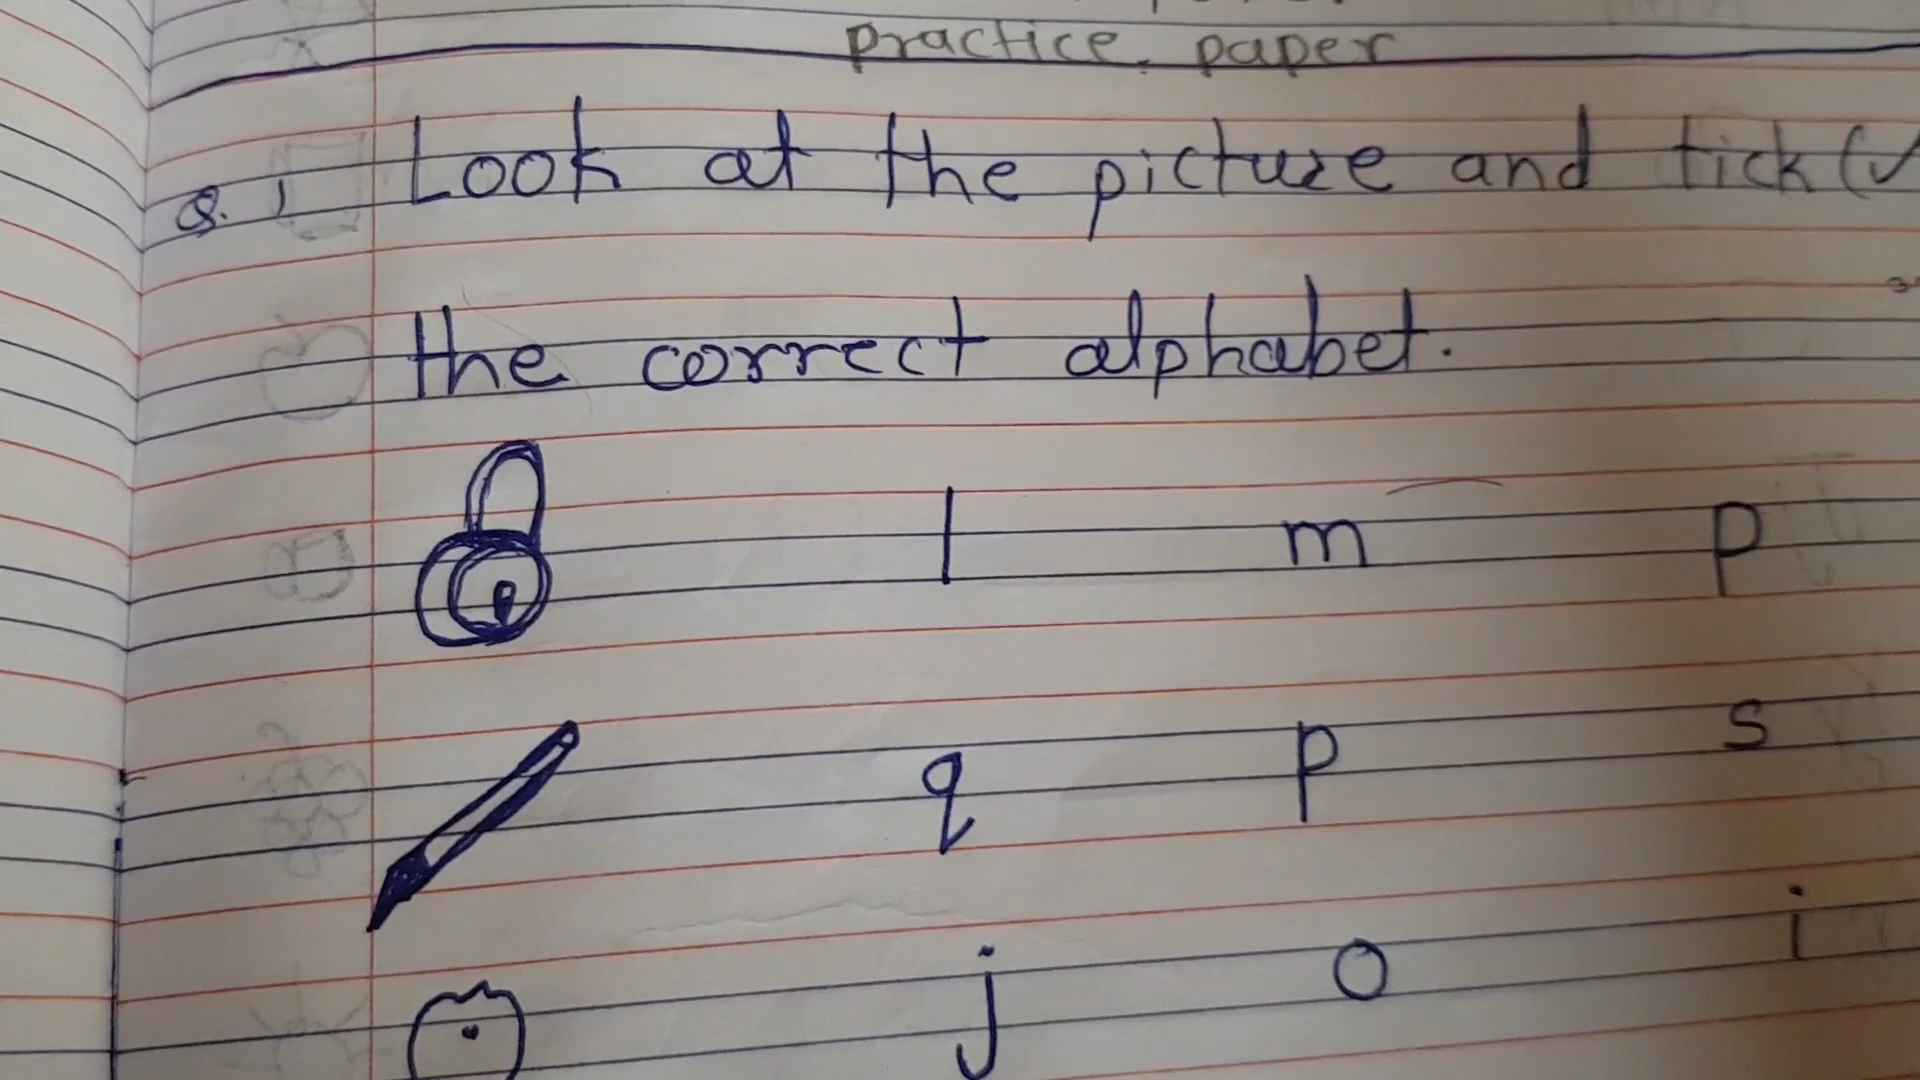 practice paper
Q. 1 Look at the picture and tick (✓
the correct alphabet.
l m p
q p s
j o i